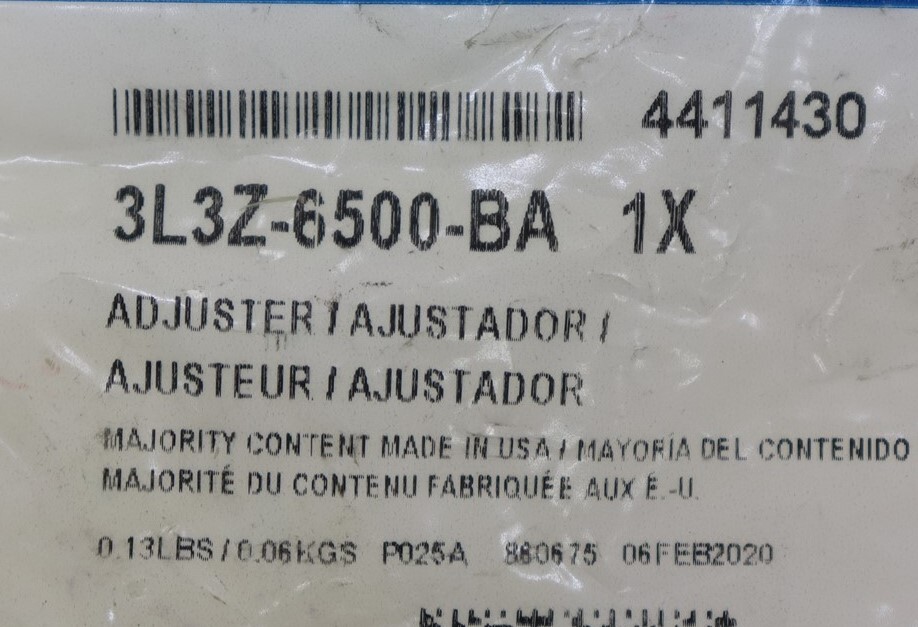 4411430
3L3Z-6500-BA 1X
ADJUSTER / AJUSTADOR /
AJUSTEUR / AJUSTADOR
MAJORITY CONTENT MADE IN USA / MAYORÍA DEL CONTENIDO
MAJORITÉ DU CONTENU FABRIQUÉE AUX É.-U.
0.13LBS / 0.06KGS P025A 860675 06FEB2020